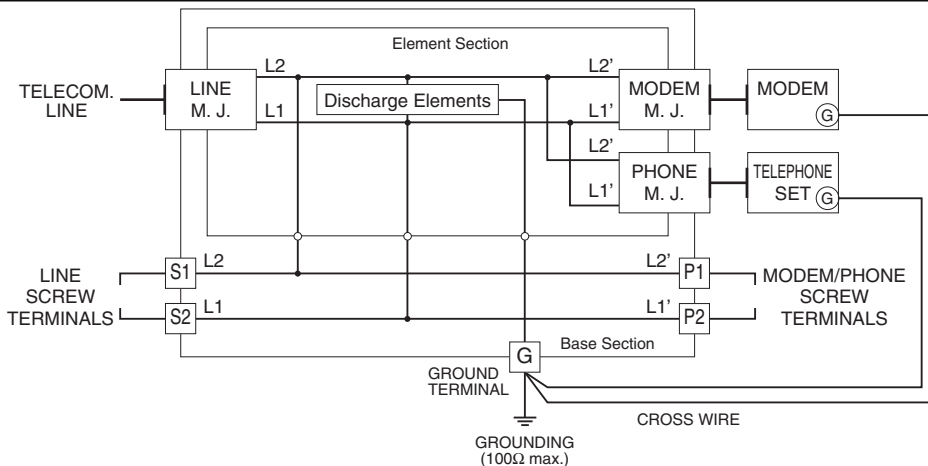 Element Section
TELECOM.
LINE
LINE
M. J.
L2
L1
Discharge Elements
L2'
L1'
MODEM
M. J.
MODEM
G
L2'
L1'
PHONE
M. J.
TELEPHONE
SET
G
LINE
SCREW
TERMINALS
S1
L2
S2
L1
L2'
P1
L1'
P2
MODEM/PHONE
SCREW
TERMINALS
Base Section
G
GROUND
TERMINAL
CROSS WIRE
GROUNDING
(100Ω max.)